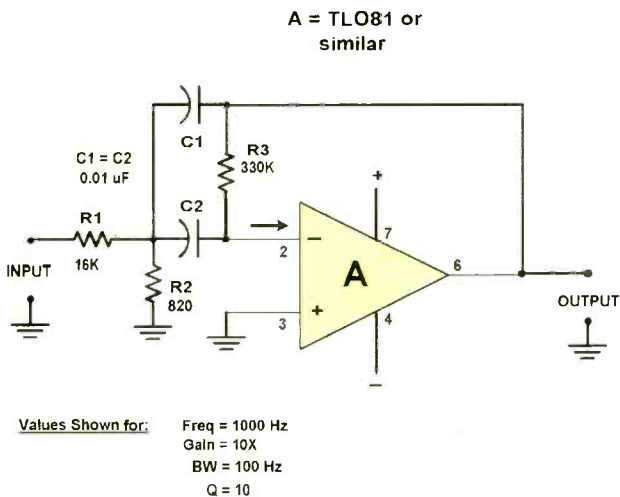 A = TLO81 or
similar
C1
C1 = C2
0.01 uF
R3
330K
C2
R1
16K
INPUT
R2
820
2
−
3
+
A
+
7
6
4
−
OUTPUT
Values Shown for:
Freq = 1000 Hz
Gain = 10X
BW = 100 Hz
Q = 10